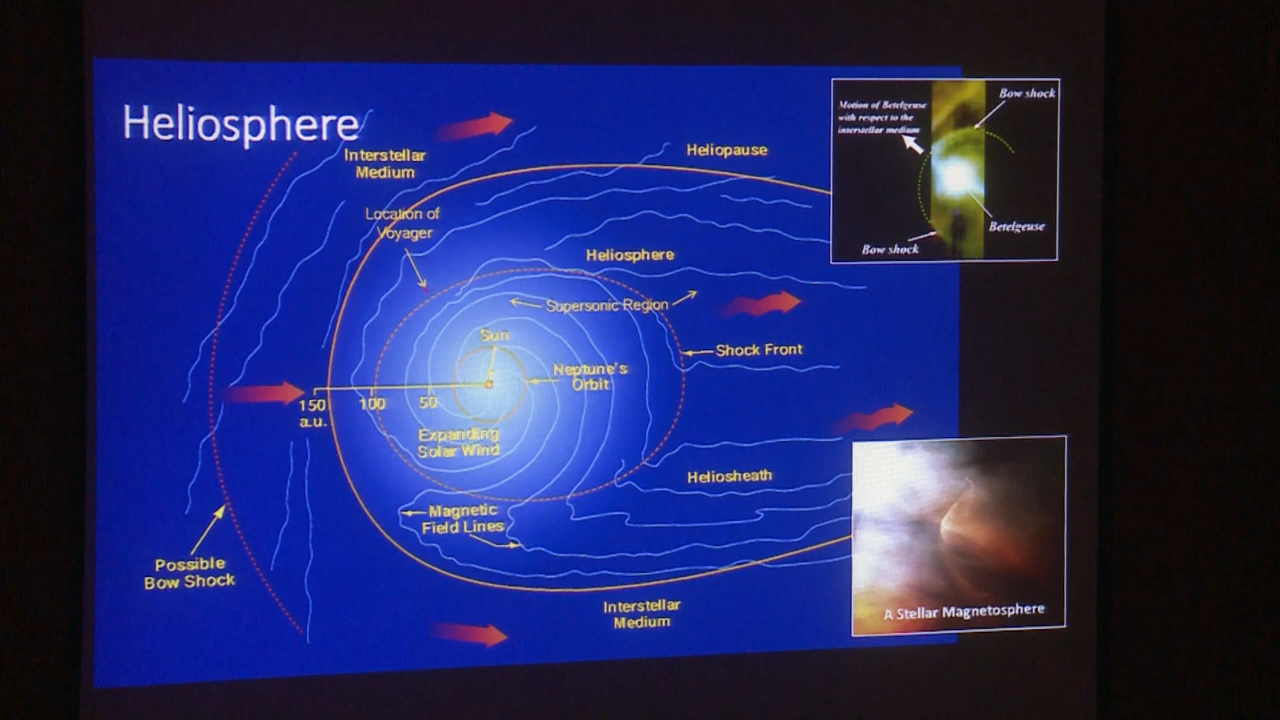 Heliosphere
Interstellar
Medium
Heliopause
Location of
Voyager
Heliosphere
Supersonic Region
Sun
Shock Front
Neptune's
Orbit
150
a.u.
100
50
Expanding
Solar Wind
Heliosheath
Magnetic
Field Lines
Possible
Bow Shock
Interstellar
Medium
Motion of Betelgeuse
with respect to the
interstellar medium
Bow shock
Betelgeuse
Bow shock
A Stellar Magnetosphere